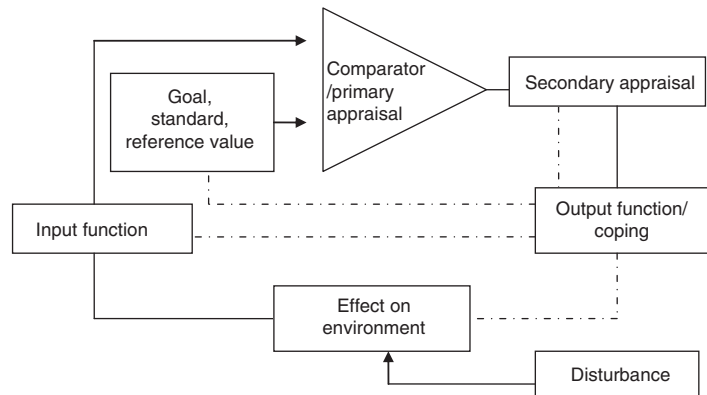 Comparator
/primary
appraisal
Secondary appraisal
Goal,
standard,
reference value
Input function
Output function/
coping
Effect on
environment
Disturbance